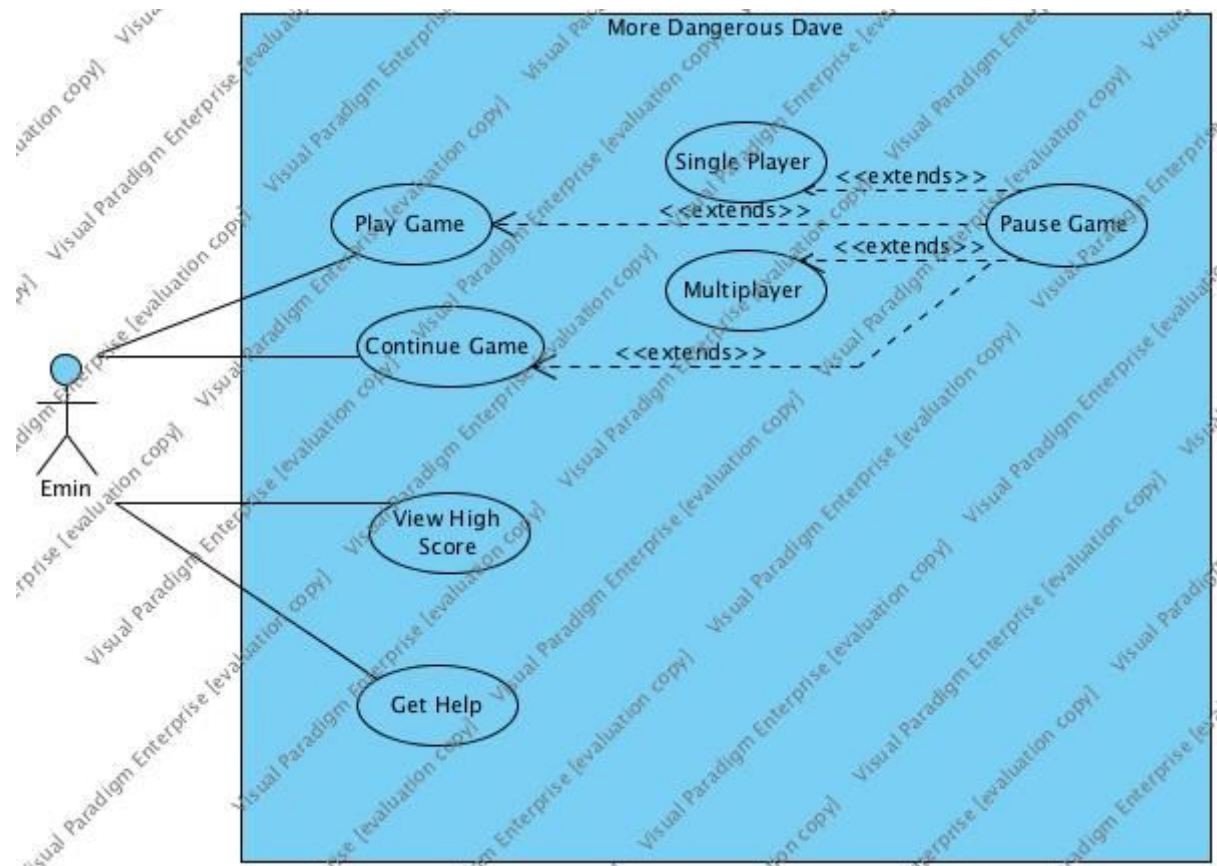 More Dangerous Dave
Single Player
<<extends>>
Play Game
<<extends>>
Pause Game
<<extends>>
Multiplayer
Continue Game
<<extends>>
Emin
View High
Score
Get Help
Visual Paradigm Enterprise [evaluation copy]